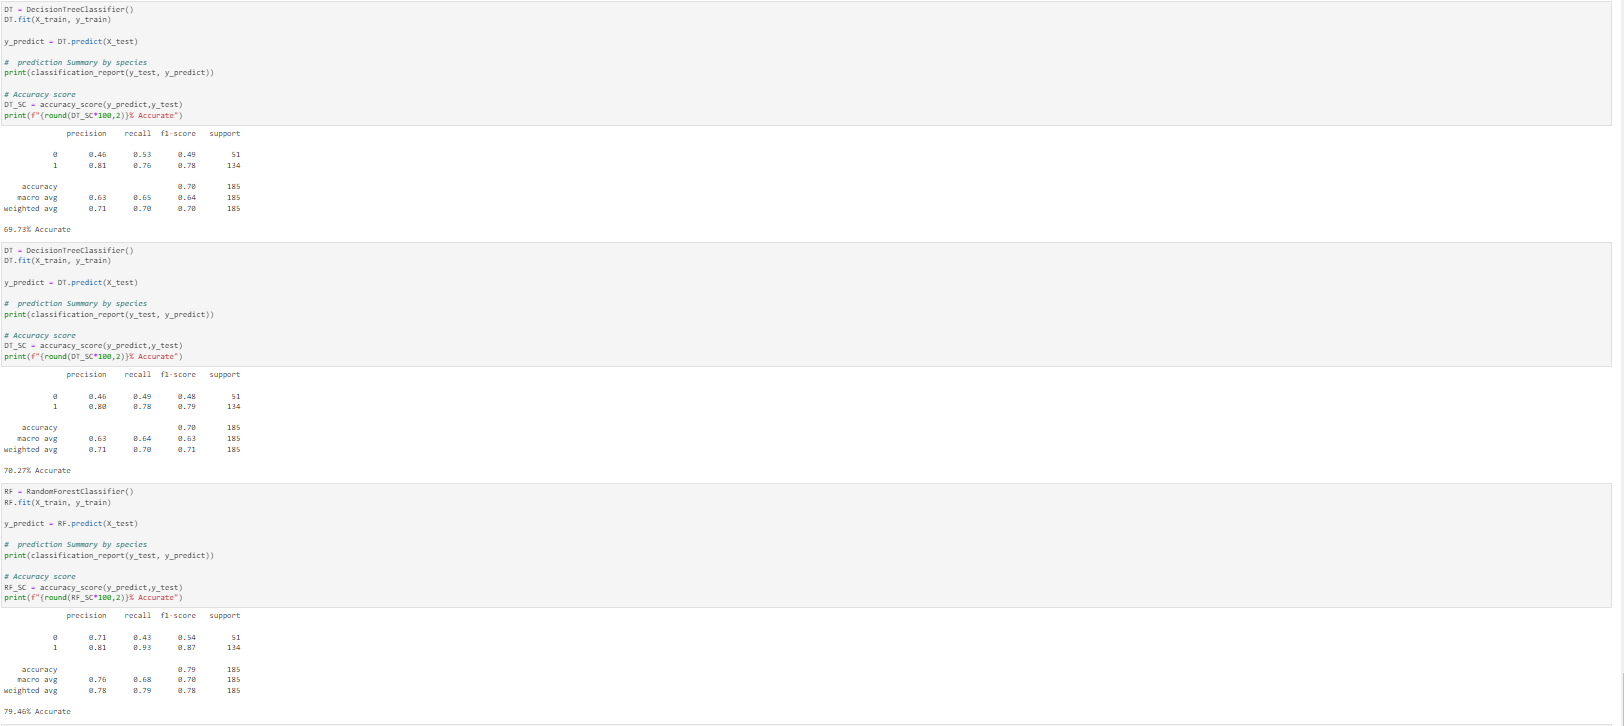 DT = DecisionTreeClassifier()
DT.fit(X_train, y_train)
y_predict = DT.predict(X_test)
#  prediction Summary by species
print(classification_report(y_test, y_predict))
# Accuracy score
DT_SC = accuracy_score(y_predict,y_test)
print(f"{round(DT_SC*100,2)}% Accurate")
precision recall f1-score support
0 0.46 0.53 0.49 51
1 0.81 0.76 0.78 134
accuracy 0.70 185
macro avg 0.63 0.65 0.64 185
weighted avg 0.71 0.70 0.70 185
69.73% Accurate
DT = DecisionTreeClassifier()
DT.fit(X_train, y_train)
y_predict = DT.predict(X_test)
#  prediction Summary by species
print(classification_report(y_test, y_predict))
# Accuracy score
DT_SC = accuracy_score(y_predict,y_test)
print(f"{round(DT_SC*100,2)}% Accurate")
precision recall f1-score support
0 0.46 0.49 0.48 51
1 0.80 0.78 0.79 134
accuracy 0.70 185
macro avg 0.63 0.64 0.63 185
weighted avg 0.71 0.70 0.71 185
70.27% Accurate
RF = RandomForestClassifier()
RF.fit(X_train, y_train)
y_predict = RF.predict(X_test)
#  prediction Summary by species
print(classification_report(y_test, y_predict))
# Accuracy score
RF_SC = accuracy_score(y_predict,y_test)
print(f"{round(RF_SC*100,2)}% Accurate")
precision recall f1-score support
0 0.71 0.43 0.54 51
1 0.81 0.93 0.87 134
accuracy 0.79 185
macro avg 0.76 0.68 0.70 185
weighted avg 0.78 0.79 0.78 185
79.46% Accurate